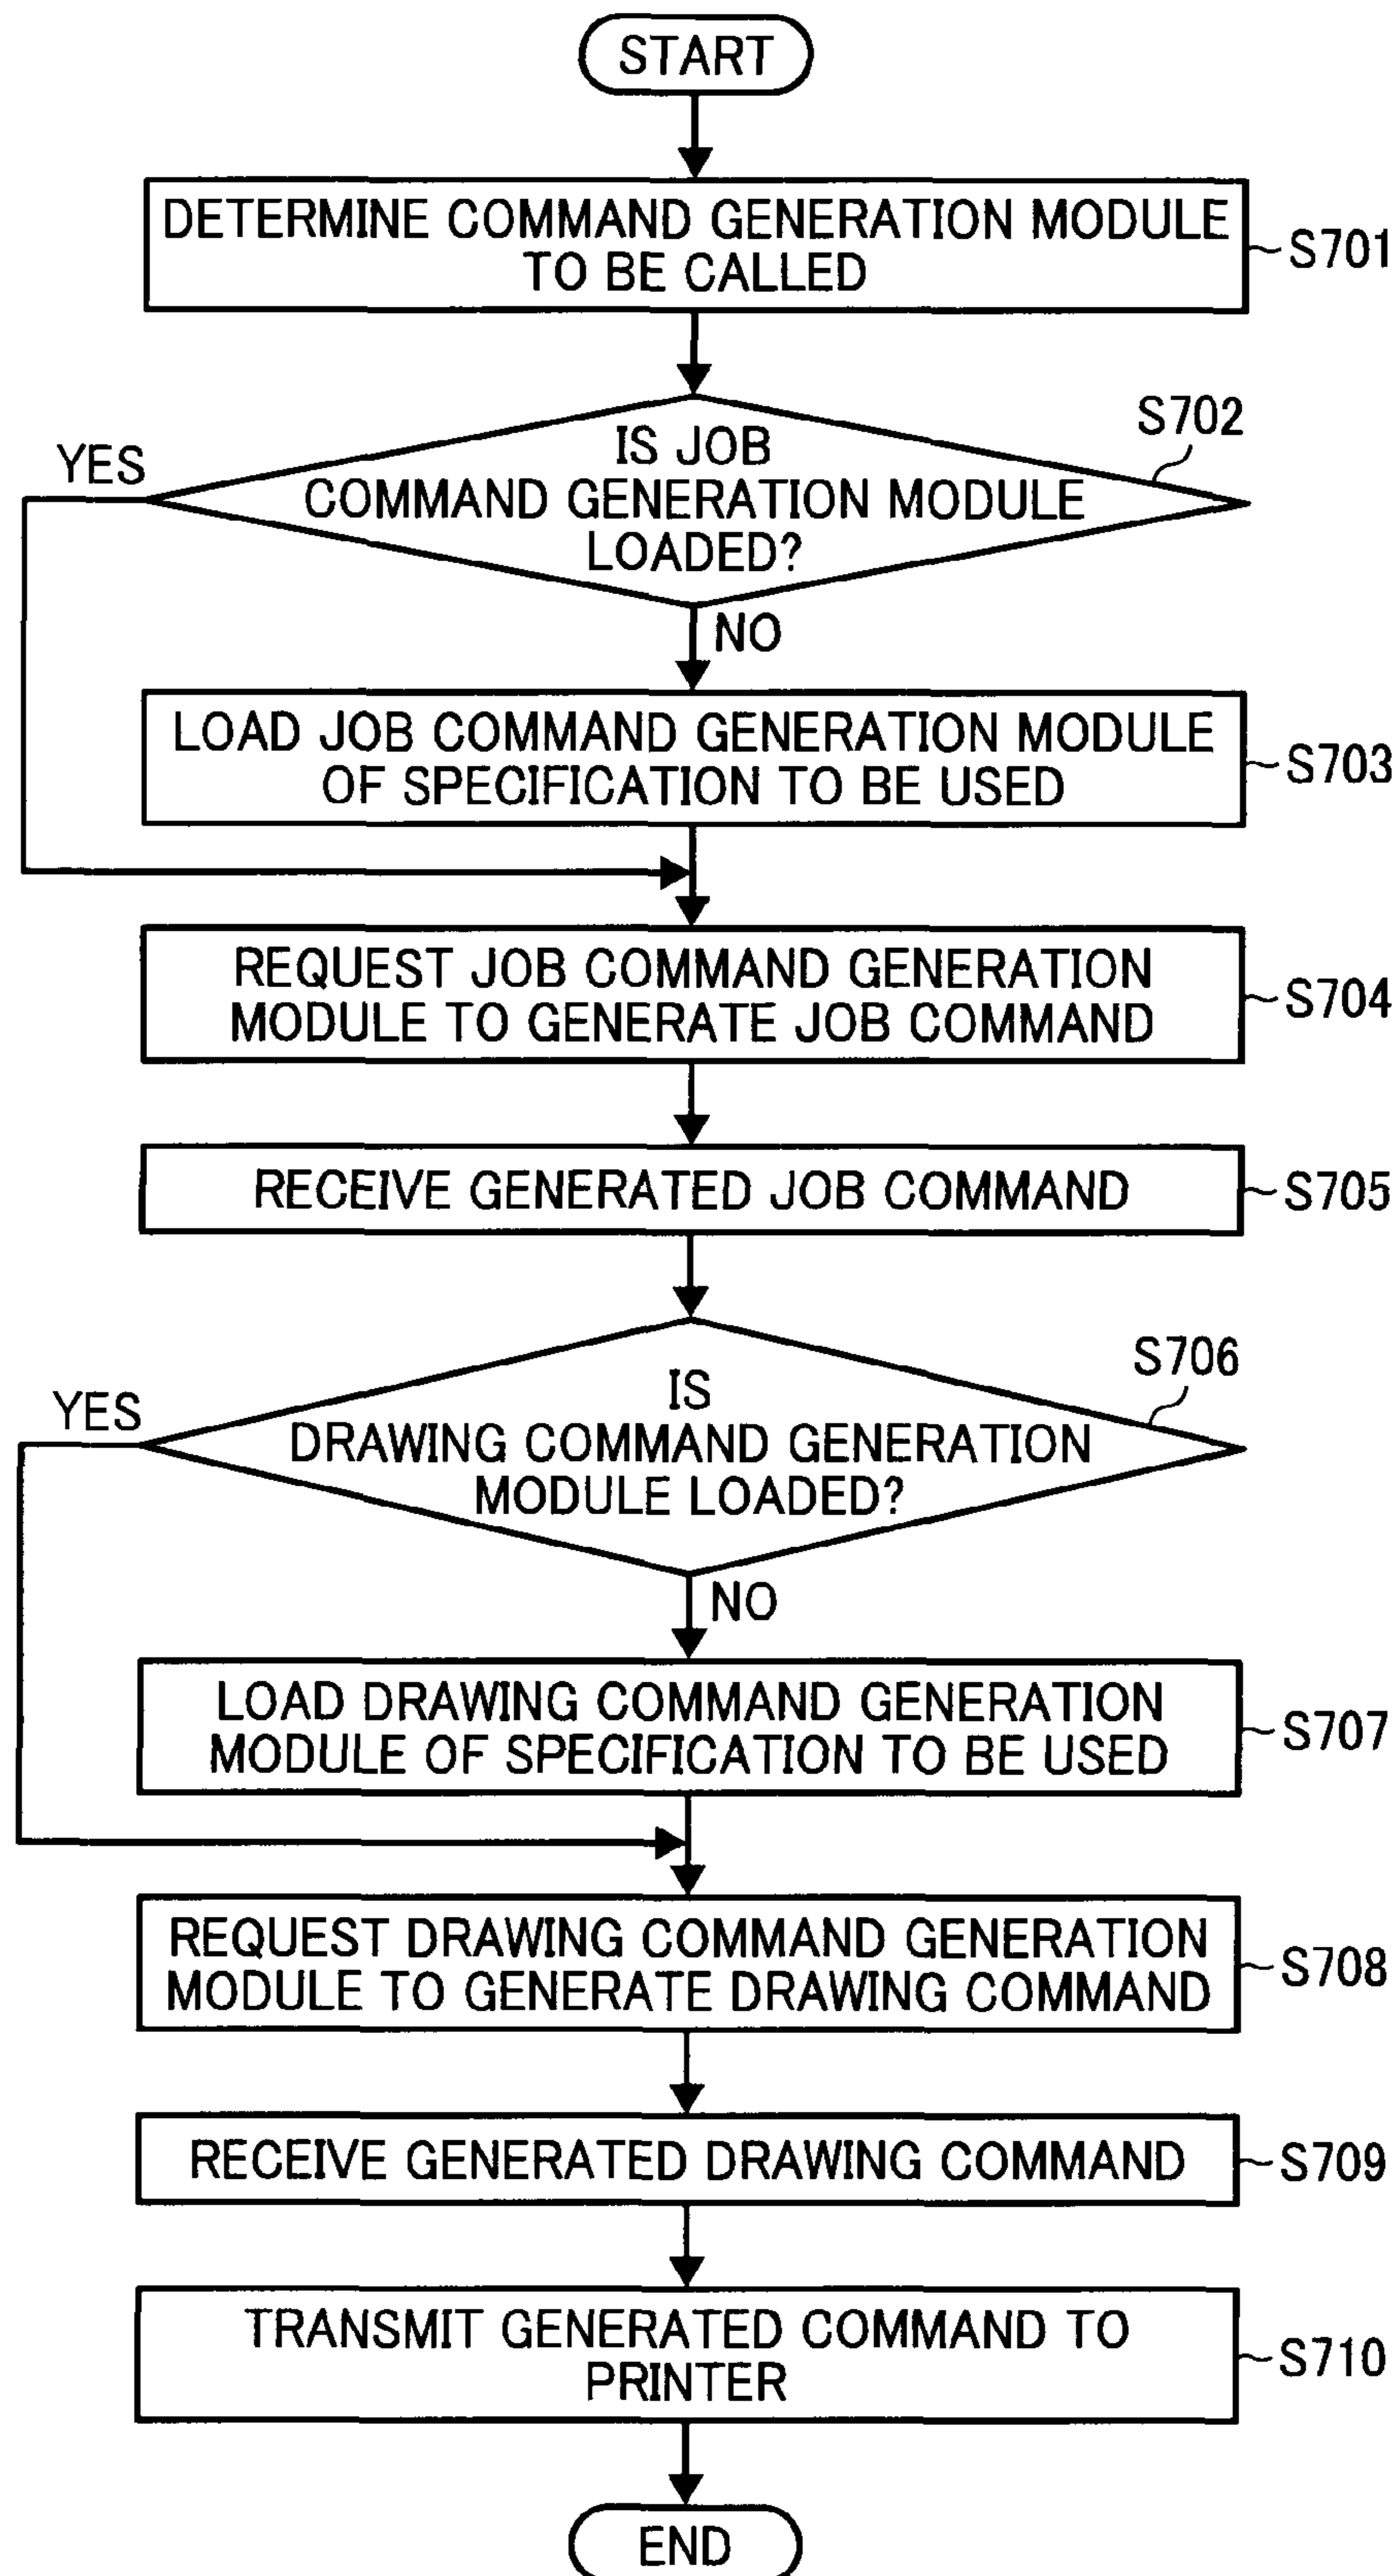 START
DETERMINE COMMAND GENERATION MODULE
TO BE CALLED
S701
S702
YES
IS JOB
COMMAND GENERATION MODULE
LOADED?
NO
LOAD JOB COMMAND GENERATION MODULE
OF SPECIFICATION TO BE USED
S703
REQUEST JOB COMMAND GENERATION
MODULE TO GENERATE JOB COMMAND
S704
RECEIVE GENERATED JOB COMMAND
S705
S706
YES
IS
DRAWING COMMAND GENERATION
MODULE LOADED?
NO
LOAD DRAWING COMMAND GENERATION
MODULE OF SPECIFICATION TO BE USED
S707
REQUEST DRAWING COMMAND GENERATION
MODULE TO GENERATE DRAWING COMMAND
S708
RECEIVE GENERATED DRAWING COMMAND
S709
TRANSMIT GENERATED COMMAND TO
PRINTER
S710
END